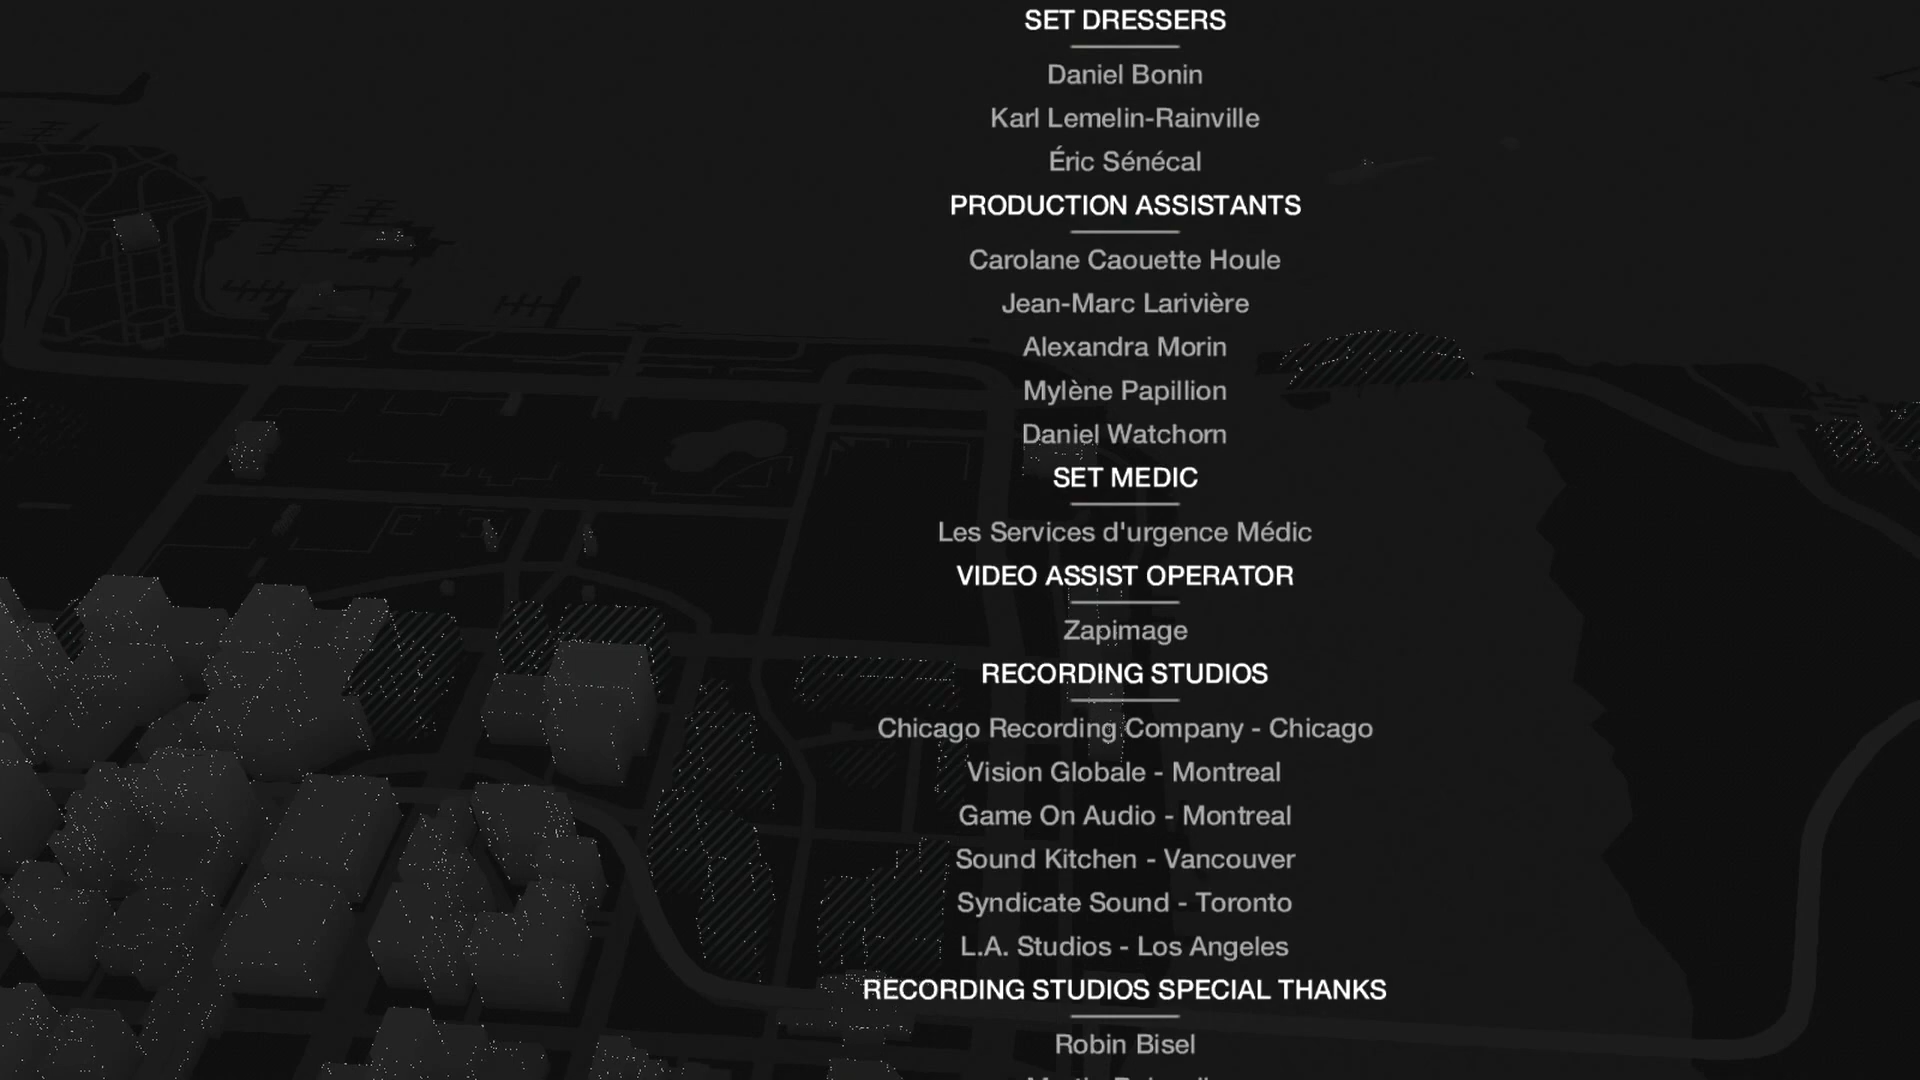 SET DRESSERS
Daniel Bonin
Karl Lemelin-Rainville
Éric Sénécal
PRODUCTION ASSISTANTS
Carolane Caouette Houle
Jean-Marc Larivière
Alexandra Morin
Mylène Papillion
Daniel Watchorn
SET MEDIC
Les Services d'urgence Médic
VIDEO ASSIST OPERATOR
Zapimage
RECORDING STUDIOS
Chicago Recording Company - Chicago
Vision Globale - Montreal
Game On Audio - Montreal
Sound Kitchen - Vancouver
Syndicate Sound - Toronto
L.A. Studios - Los Angeles
RECORDING STUDIOS SPECIAL THANKS
Robin Bisel